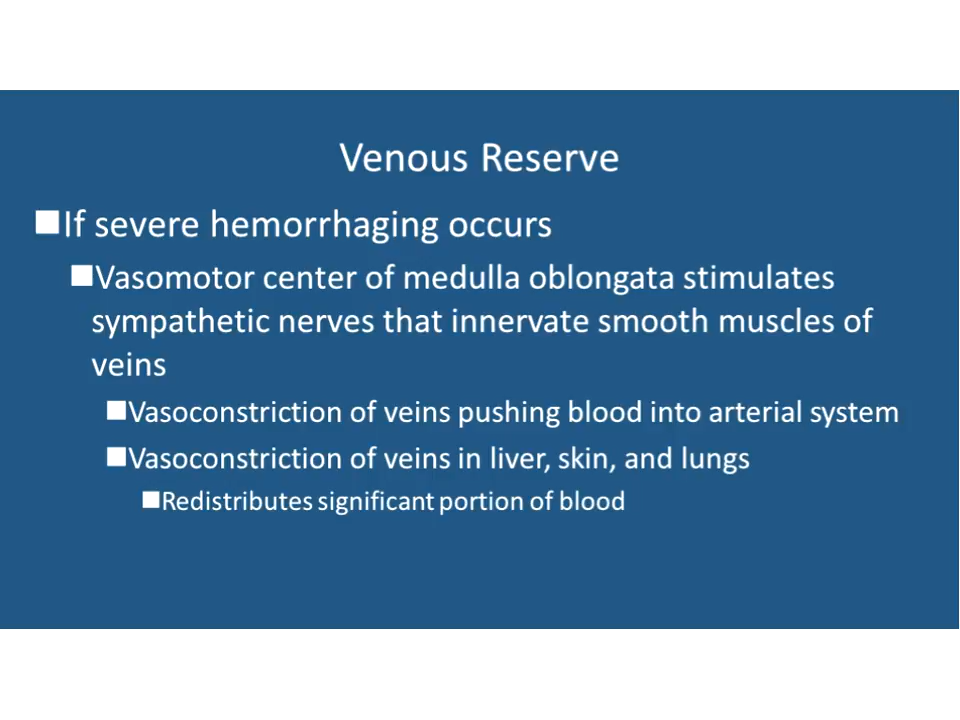 Venous Reserve
■If severe hemorrhaging occurs
■Vasomotor center of medulla oblongata stimulates
sympathetic nerves that innervate smooth muscles of
veins
■Vasoconstriction of veins pushing blood into arterial system
■Vasoconstriction of veins in liver, skin, and lungs
■Redistributes significant portion of blood